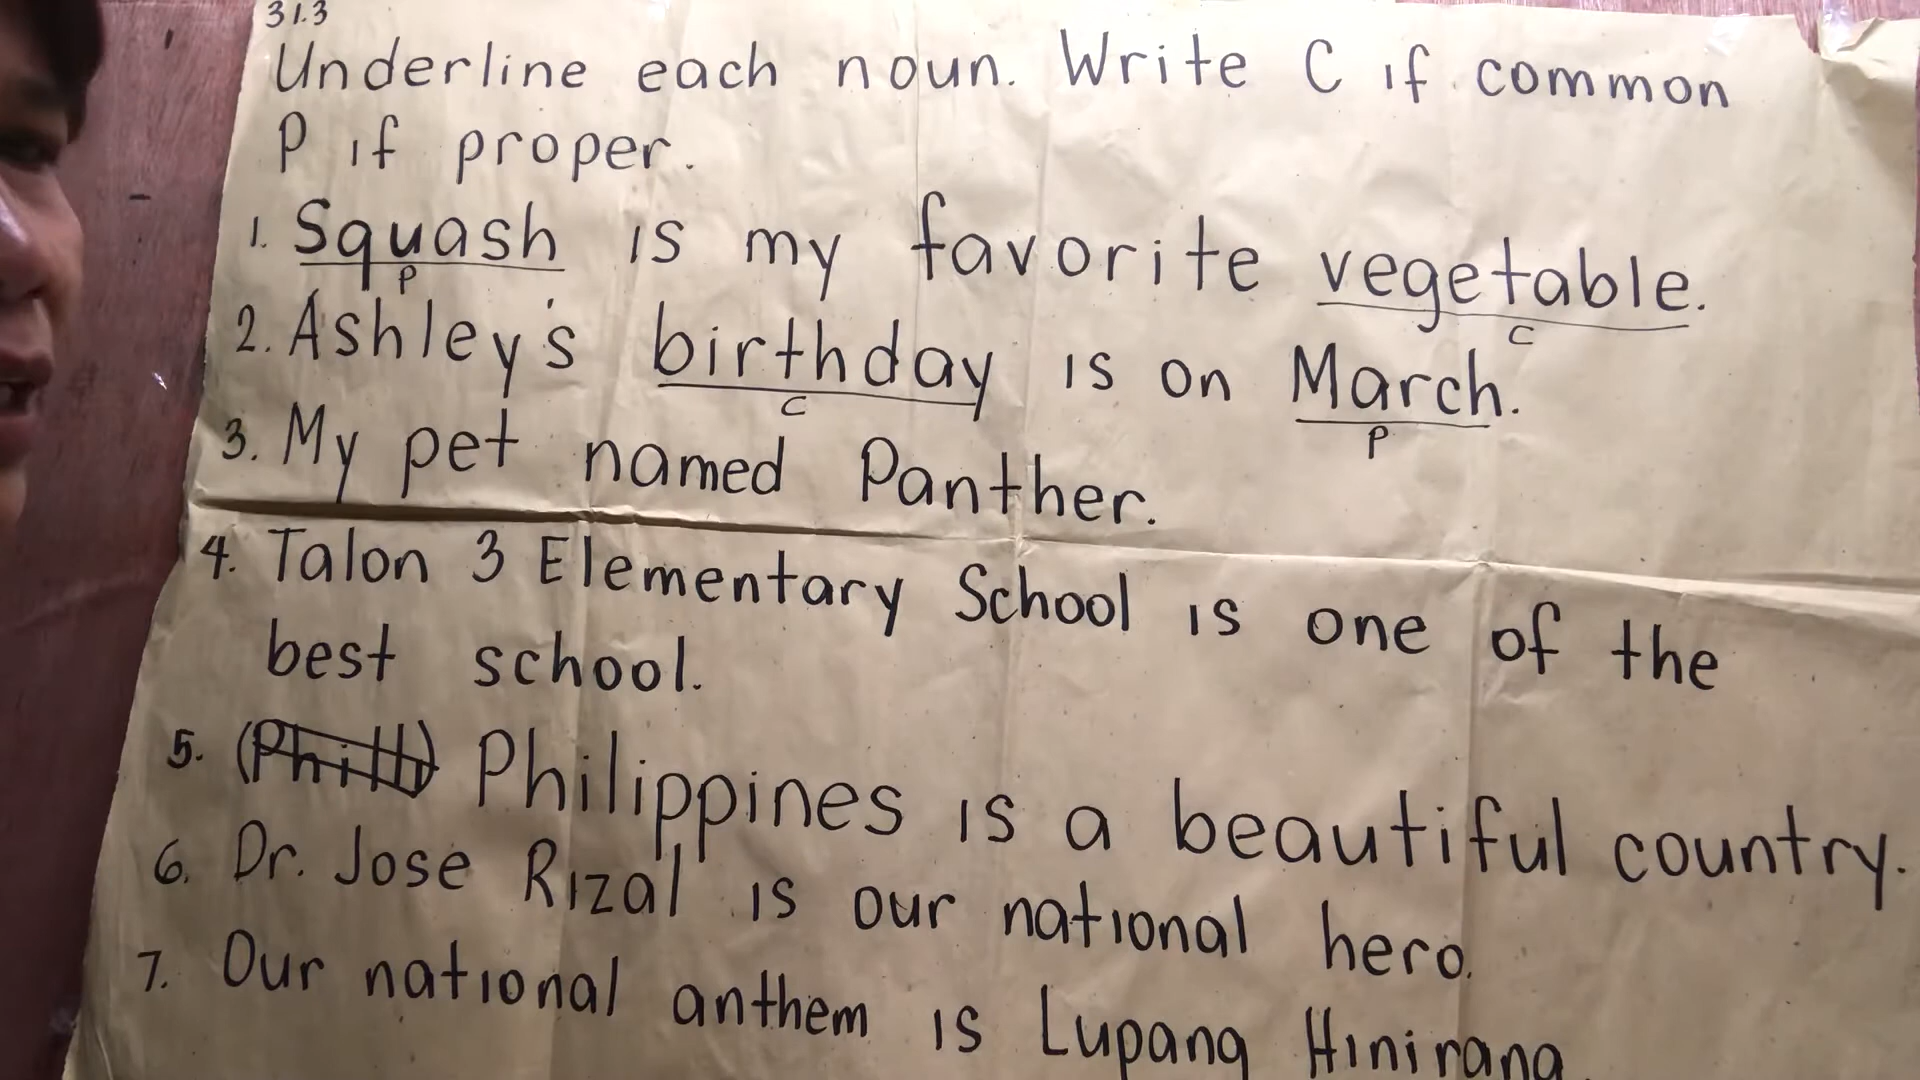 31.3
Underline each noun. Write C if common
P if proper.
1. Squash is my favorite vegetable.
P
C
2. Ashley's birthday is on March.
C
P
3. My pet named Panther.
4. Talon 3 Elementary School is one of the
best school.
5. (Philli) Philippines is a beautiful country.
6. Dr. Jose Rizal is our national hero.
7. Our national anthem is Lupang Hinirang